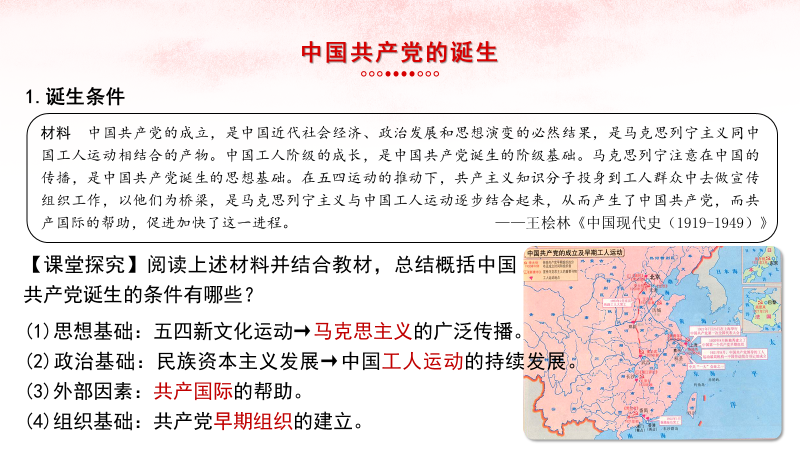 中国共产党的诞生
1.诞生条件
材料 中国共产党的成立，是中国近代社会经济、政治发展和思想演变的必然结果，是马克思列宁主义同中
国工人运动相结合的产物。中国工人阶级的成长，是中国共产党诞生的阶级基础。马克思列宁注意在中国的
传播，是中国共产党诞生的思想基础。在五四运动的推动下，共产主义知识分子投身到工人群众中去做宣传
组织工作，以他们为桥梁，是马克思列宁主义与中国工人运动逐步结合起来，从而产生了中国共产党，而共
产国际的帮助，促进加快了这一进程。 ——王桧林《中国现代史（1919-1949）》
【课堂探究】阅读上述材料并结合教材，总结概括中国
共产党诞生的条件有哪些？
(1)思想基础：五四新文化运动→马克思主义的广泛传播。
(2)政治基础：民族资本主义发展→中国工人运动的持续发展。
(3)外部因素：共产国际的帮助。
(4)组织基础：共产党早期组织的建立。
中国共产党的成立及早期工人运动
北京